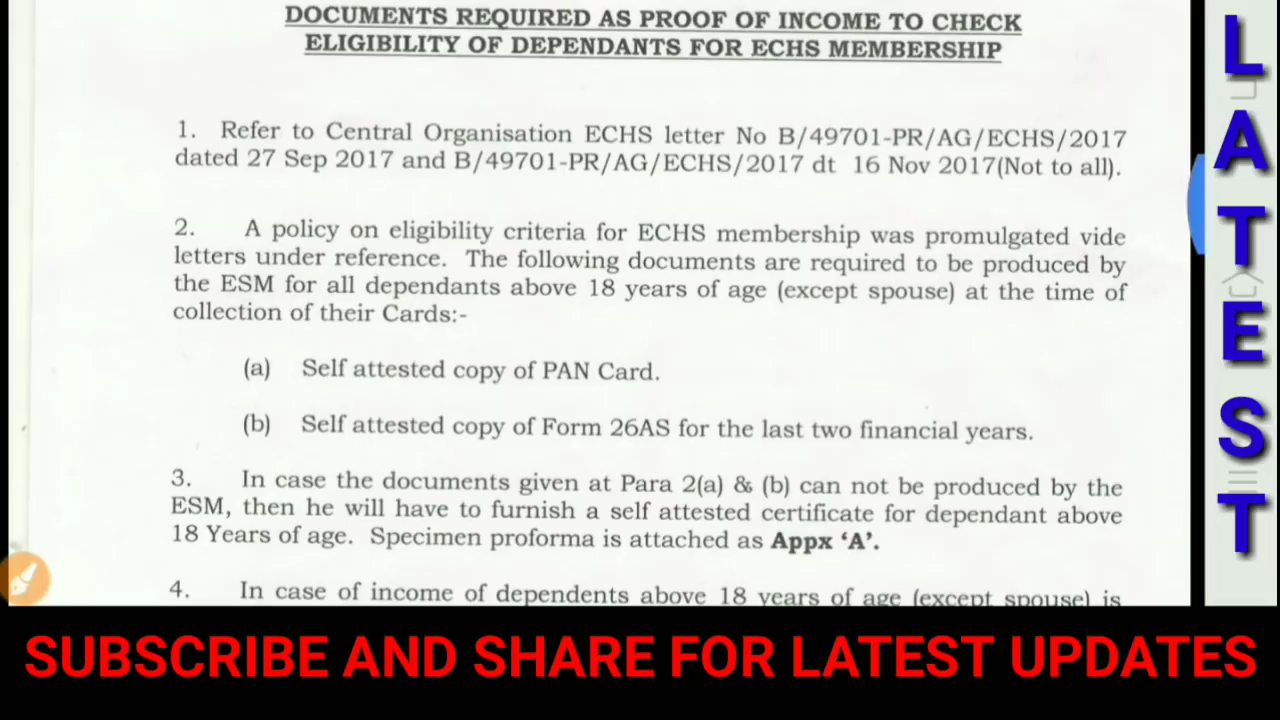 DOCUMENTS REQUIRED AS PROOF OF INCOME TO CHECK
ELIGIBILITY OF DEPENDANTS FOR ECHS MEMBERSHIP
1. Refer to Central Organisation ECHS letter No B/49701-PR/AG/ECHS/2017
dated 27 Sep 2017 and B/49701-PR/AG/ECHS/2017 dt 16 Nov 2017(Not to all).
2. A policy on eligibility criteria for ECHS membership was promulgated vide
letters under reference. The following documents are required to be produced by
the ESM for all dependants above 18 years of age (except spouse) at the time of
collection of their Cards:-
(a) Self attested copy of PAN Card.
(b) Self attested copy of Form 26AS for the last two financial years.
3. In case the documents given at Para 2(a) & (b) can not be produced by the
ESM, then he will have to furnish a self attested certificate for dependant above
18 Years of age. Specimen proforma is attached as Appx ‘A’.
4. In case of income of dependents above 18 years of age (except spouse) is
LATEST
SUBSCRIBE AND SHARE FOR LATEST UPDATES